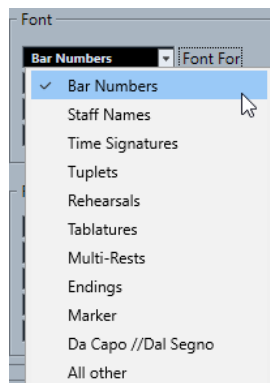 Font
Bar Numbers Font For
Bar Numbers
Staff Names
Time Signatures
Tuplets
Rehearsals
Tablatures
Multi-Rests
Endings
Marker
Da Capo //Dal Segno
All other